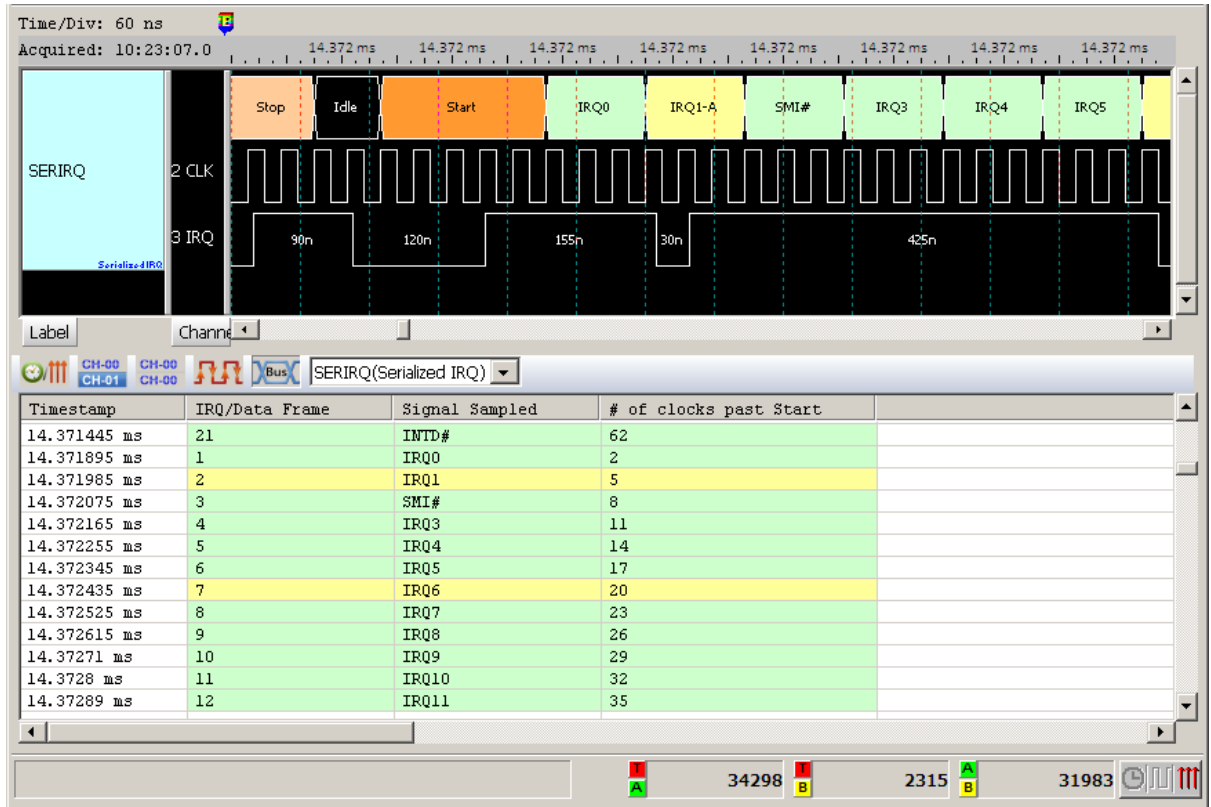 Time/Div: 60 ns
Acquired: 10:23:07.0
14.372 ms 14.372 ms 14.372 ms 14.372 ms 14.372 ms 14.372 ms 14.372 ms 14.372 ms
Stop Idle Start IRQ0 IRQ1-A SMI# IRQ3 IRQ4 IRQ5
SERIRQ 2 CLK
3 IRQ 90n 120n 155n 30n 425n
SerializedIRQ
Label Channe
CH-00 CH-00
CH-01 CH-00
Bus SERIRQ(Serialized IRQ)
Timestamp IRQ/Data Frame Signal Sampled # of clocks past Start
14.371445 ms 21 INTD# 62
14.371895 ms 1 IRQ0 2
14.371985 ms 2 IRQ1 5
14.372075 ms 3 SMI# 8
14.372165 ms 4 IRQ3 11
14.372255 ms 5 IRQ4 14
14.372345 ms 6 IRQ5 17
14.372435 ms 7 IRQ6 20
14.372525 ms 8 IRQ7 23
14.372615 ms 9 IRQ8 26
14.37271 ms 10 IRQ9 29
14.3728 ms 11 IRQ10 32
14.37289 ms 12 IRQ11 35
T A 34298 T B 2315 A B 31983